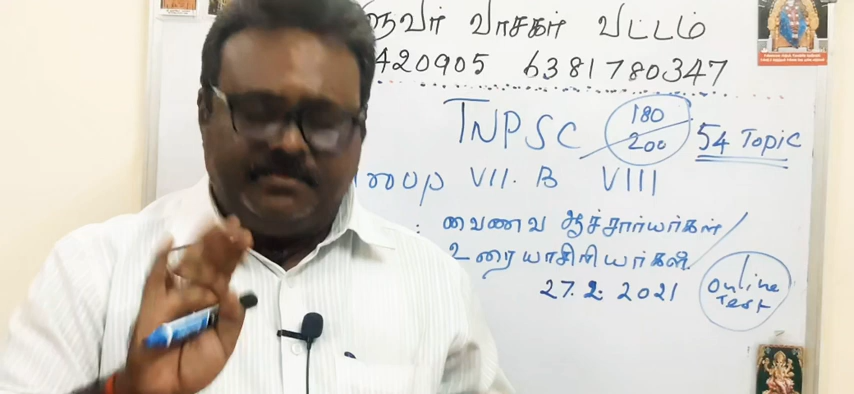 வாசகர் வட்டம்
420905 6381780347
TNPSC 180/200 54 Topic
VII. B VIII
: வைணவ ஆச்சார்யர்கள்
உரையாசிரியர்கள்.
27.2.2021 Online Test